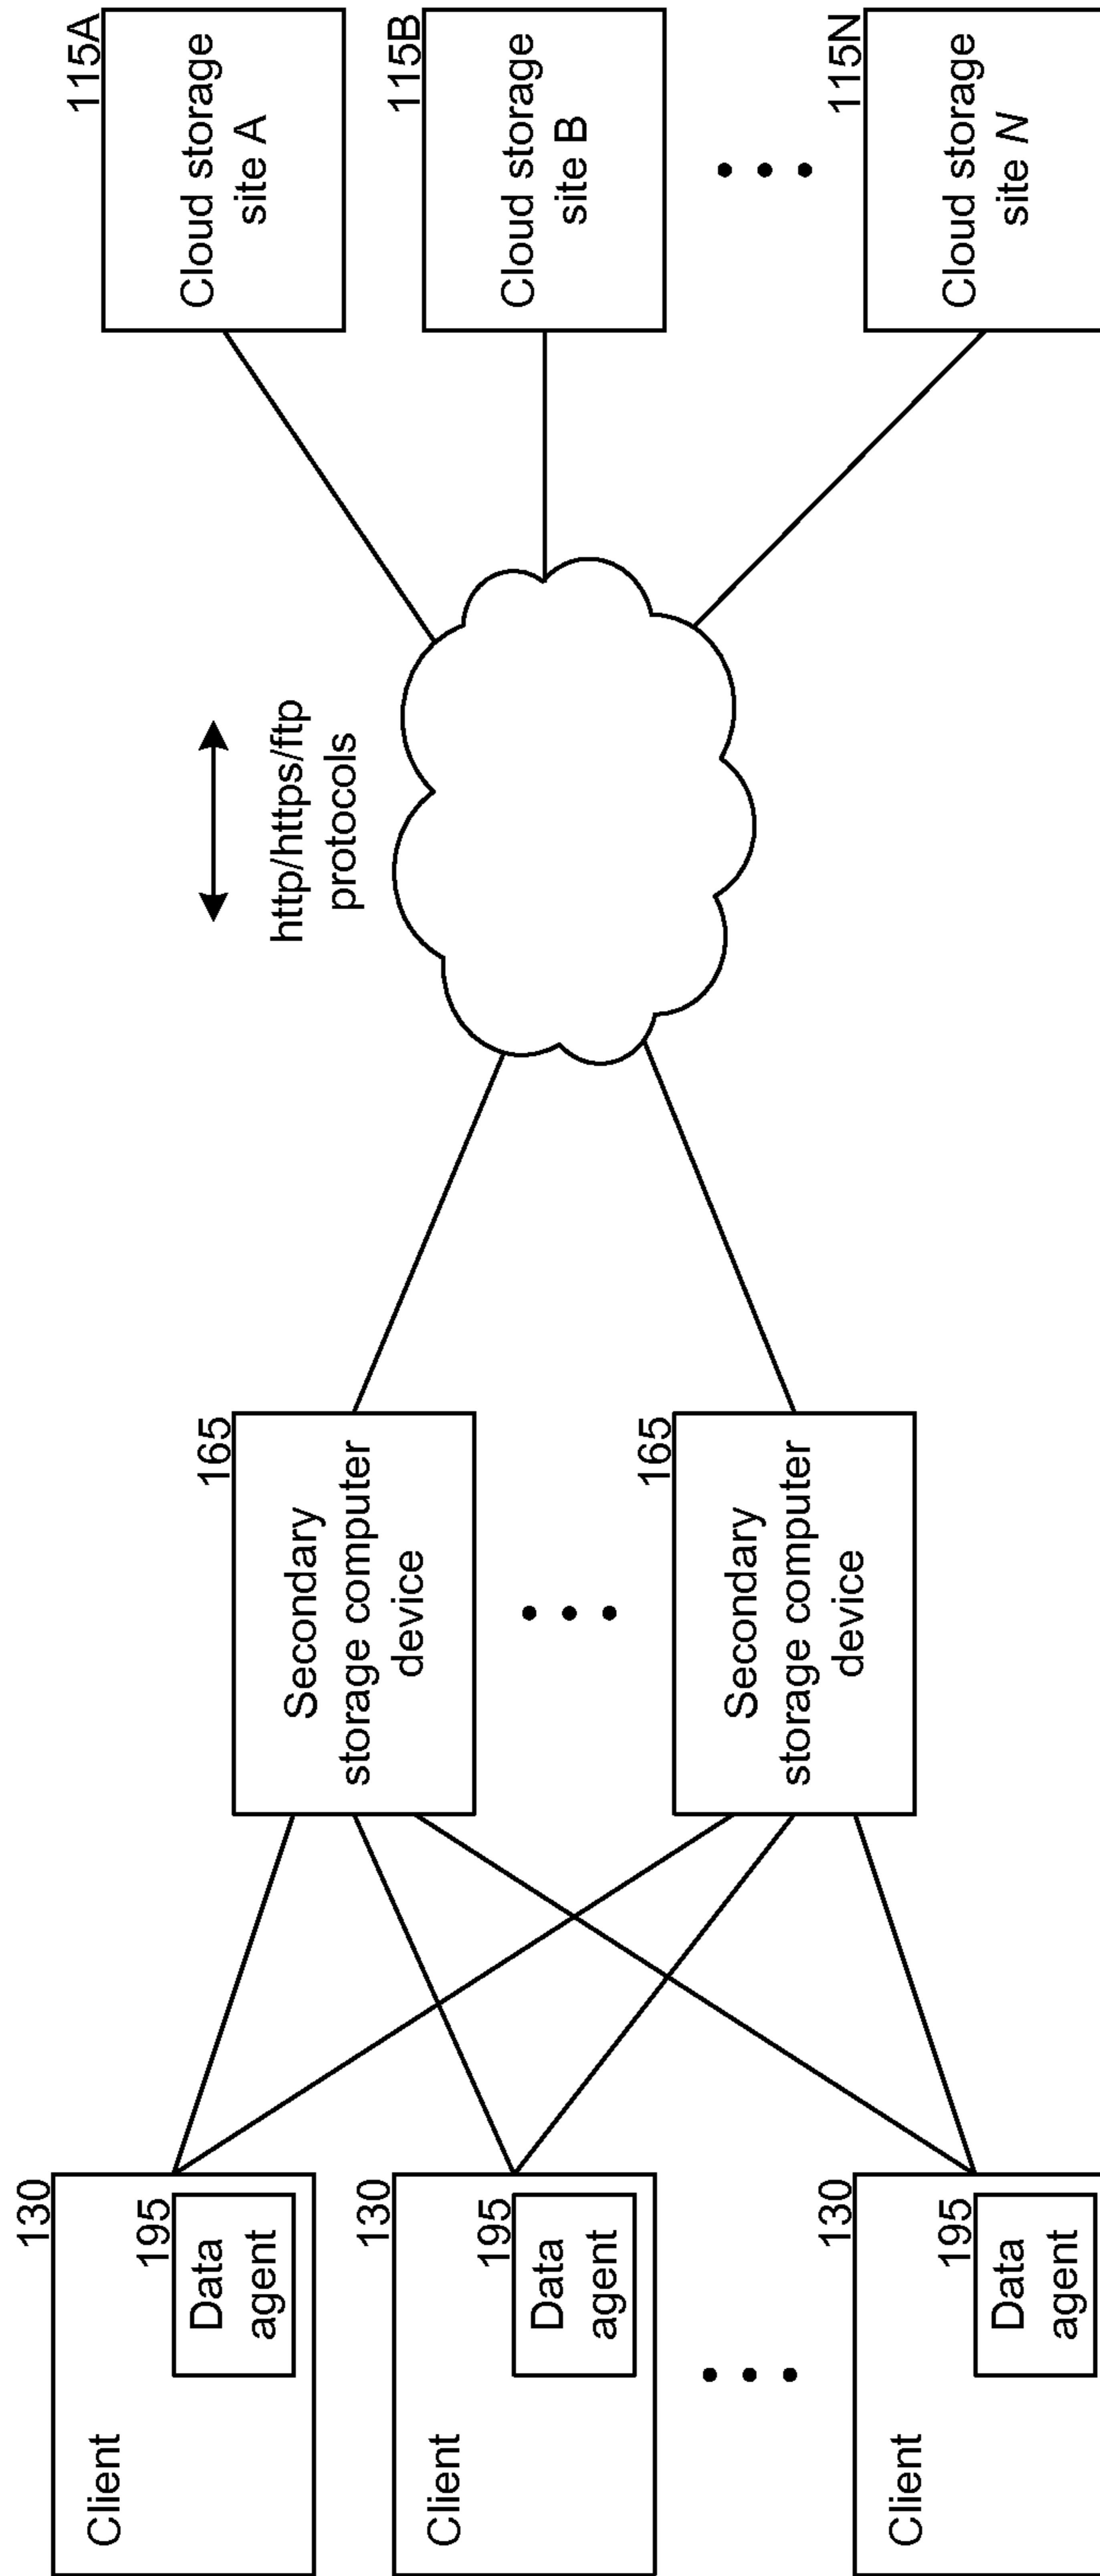 130
Client
195
Data
agent
130
Client
195
Data
agent
130
Client
195
Data
agent
165
Secondary
storage computer
device
165
Secondary
storage computer
device
http/https/ftp
protocols
115A
Cloud storage
site A
115B
Cloud storage
site B
115N
Cloud storage
site N